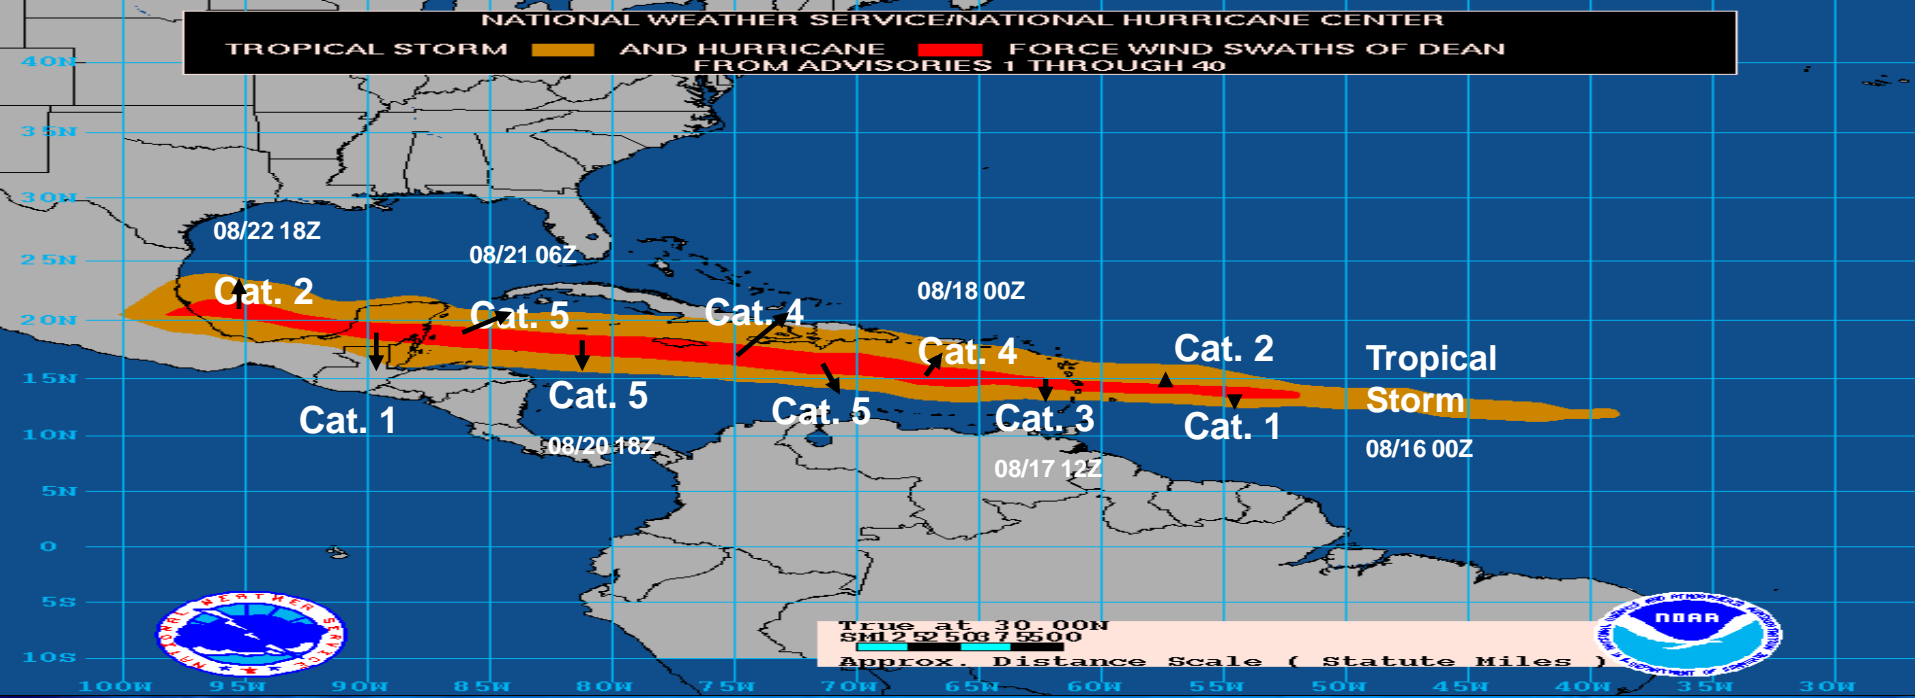 NATIONAL WEATHER SERVICE/NATIONAL HURRICANE CENTER
TROPICAL STORM AND HURRICANE FORCE WIND SWATHS OF DEAN
FROM ADVISORIES 1 THROUGH 40
40N
35N
30N
25N
20N
15N
10N
5N
0
5S
10S
08/22 18Z
08/21 06Z
08/18 00Z
Cat. 2
Cat. 5
Cat. 4
Cat. 4
Cat. 2
Tropical
Storm
Cat. 1
Cat. 5
Cat. 5
Cat. 3
Cat. 1
08/20 18Z
08/17 12Z
08/16 00Z
NATIONAL WEATHER SERVICE
True at 30.00N
Approx. Distance Scale ( Statute Miles )
NOAA
100W 95W 90W 85W 80W 75W 70W 65W 60W 55W 50W 45W 40W 35W 30W